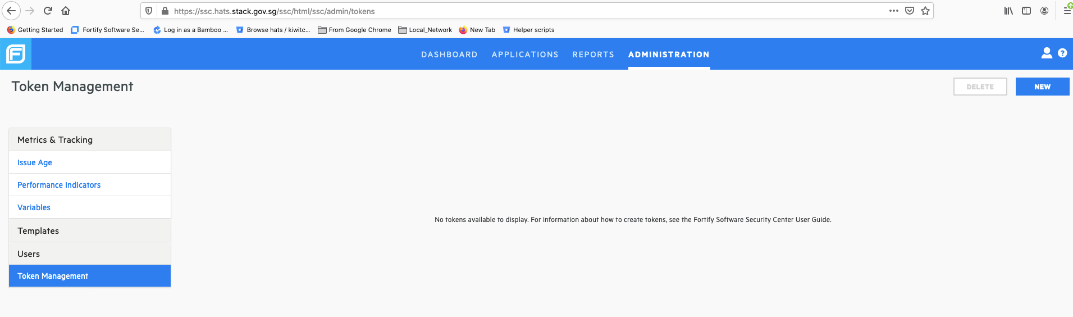 https://ssc.hats.stack.gov.sg/ssc/html/ssc/admin/tokens
Getting Started Fortify Software Se... Log in as a Bamboo ... Browse hats / kiwitc... From Google Chrome Local_Network New Tab Helper scripts
DASHBOARD APPLICATIONS REPORTS ADMINISTRATION
Token Management DELETE NEW
Metrics & Tracking
Issue Age
Performance Indicators
Variables
No tokens available to display. For information about how to create tokens, see the Fortify Software Security Center User Guide.
Templates
Users
Token Management